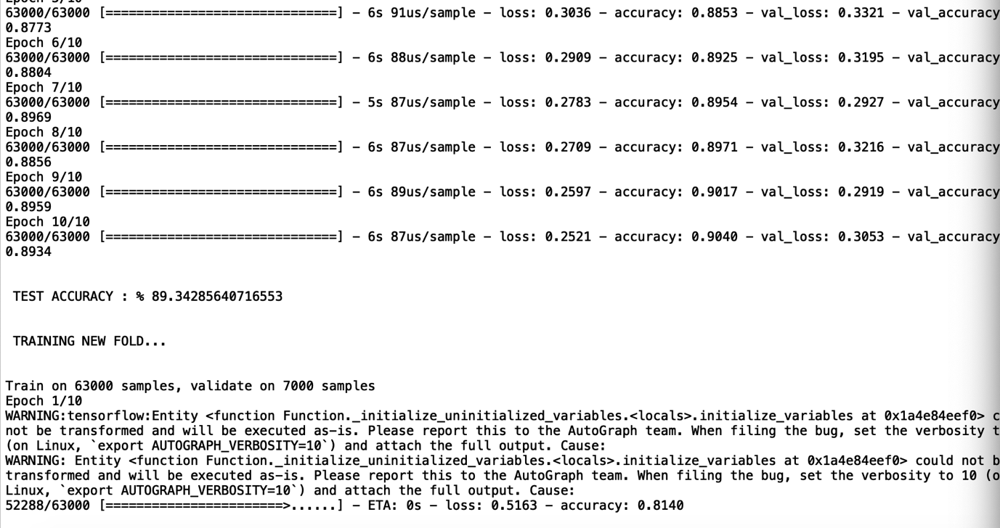 63000/63000 [==============================] - 6s 91us/sample - loss: 0.3036 - accuracy: 0.8853 - val_loss: 0.3321 - val_accuracy
0.8773
Epoch 6/10
63000/63000 [==============================] - 6s 88us/sample - loss: 0.2909 - accuracy: 0.8925 - val_loss: 0.3195 - val_accuracy
0.8804
Epoch 7/10
63000/63000 [==============================] - 5s 87us/sample - loss: 0.2783 - accuracy: 0.8954 - val_loss: 0.2927 - val_accuracy
0.8969
Epoch 8/10
63000/63000 [==============================] - 6s 87us/sample - loss: 0.2709 - accuracy: 0.8971 - val_loss: 0.3216 - val_accuracy
0.8856
Epoch 9/10
63000/63000 [==============================] - 6s 89us/sample - loss: 0.2597 - accuracy: 0.9017 - val_loss: 0.2919 - val_accuracy
0.8959
Epoch 10/10
63000/63000 [==============================] - 6s 87us/sample - loss: 0.2521 - accuracy: 0.9040 - val_loss: 0.3053 - val_accuracy
0.8934
TEST ACCURACY : % 89.34285640716553
TRAINING NEW FOLD...
Train on 63000 samples, validate on 7000 samples
Epoch 1/10
WARNING:tensorflow:Entity <function Function._initialize_uninitialized_variables.<locals>.initialize_variables at 0x1a4e84eef0> c
not be transformed and will be executed as-is. Please report this to the AutoGraph team. When filing the bug, set the verbosity t
(on Linux, `export AUTOGRAPH_VERBOSITY=10`) and attach the full output. Cause:
WARNING: Entity <function Function._initialize_uninitialized_variables.<locals>.initialize_variables at 0x1a4e84eef0> could not b
transformed and will be executed as-is. Please report this to the AutoGraph team. When filing the bug, set the verbosity to 10 (o
Linux, `export AUTOGRAPH_VERBOSITY=10`) and attach the full output. Cause:
52288/63000 [=======================>......] - ETA: 0s - loss: 0.5163 - accuracy: 0.8140